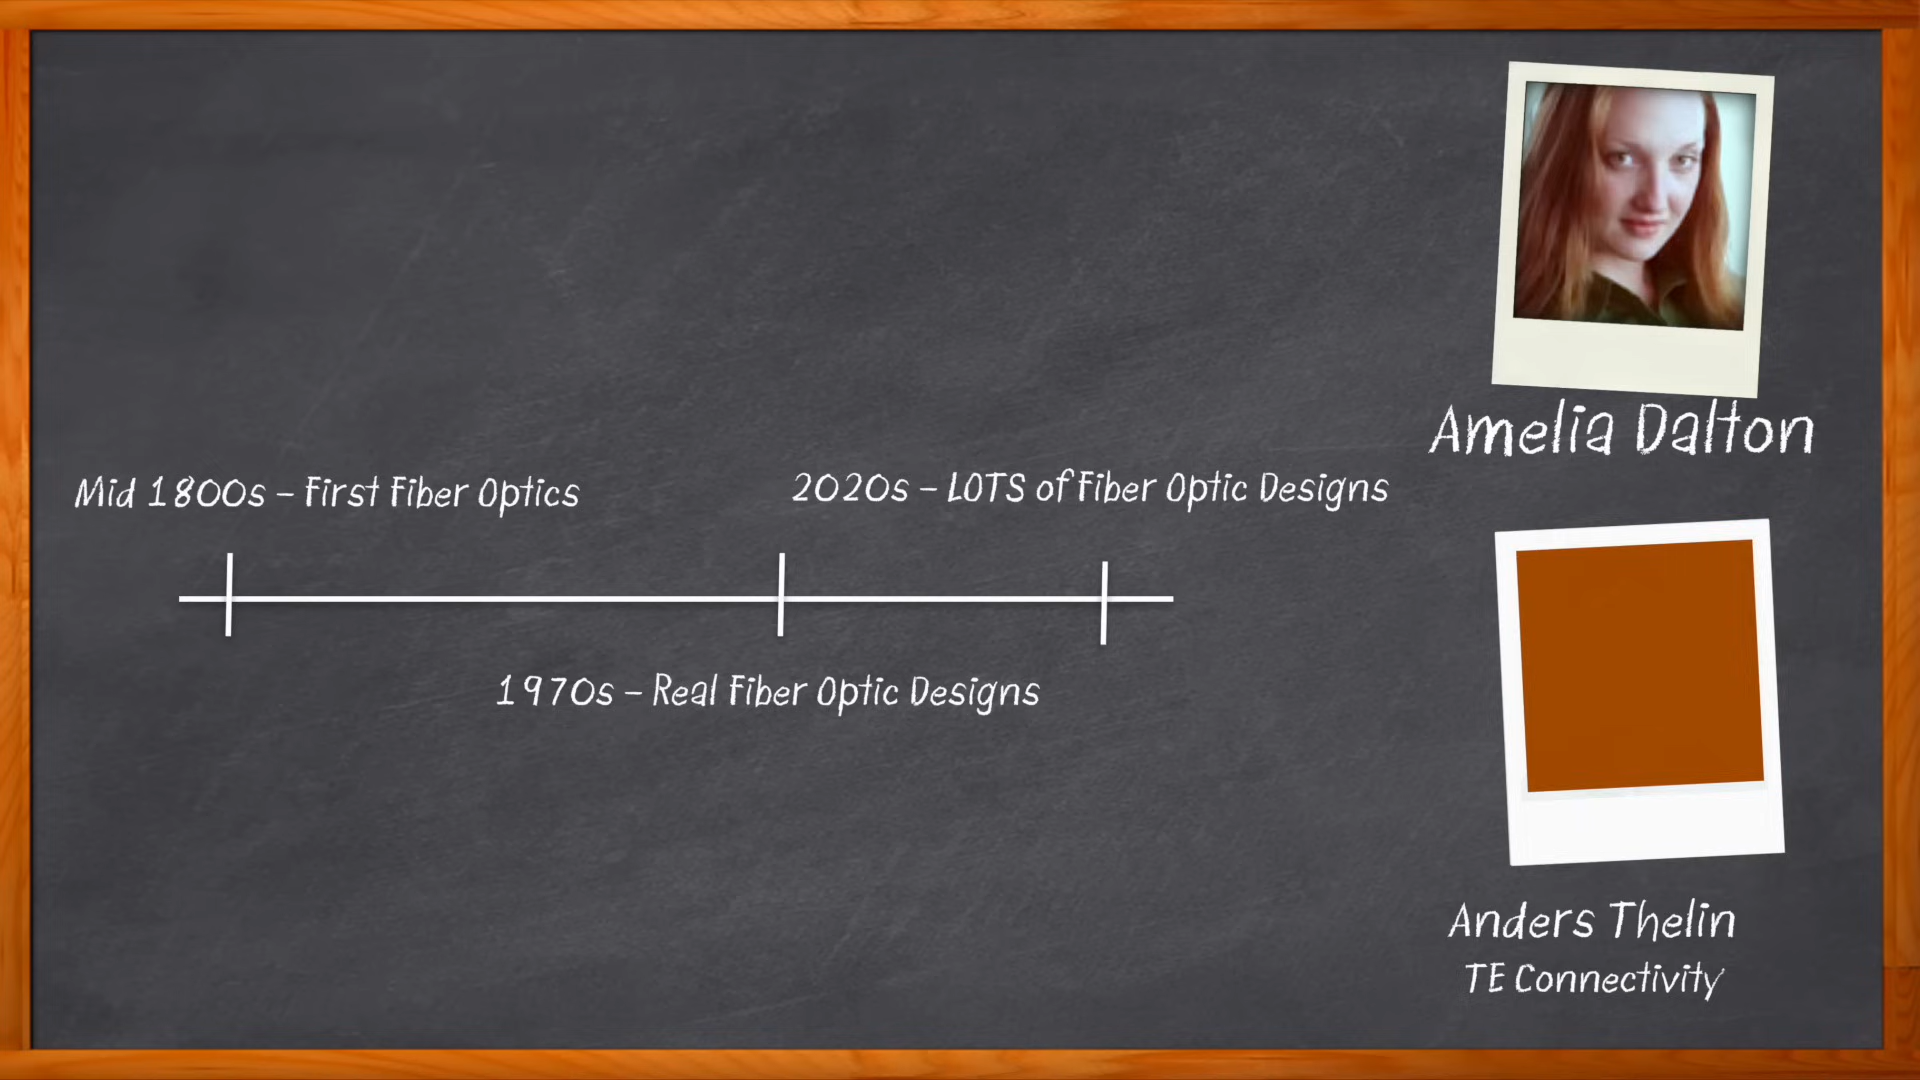 Amelia Dalton
Mid 1800s – First Fiber Optics
2020s – LOTS of Fiber Optic Designs
1970s – Real Fiber Optic Designs
Anders Thelin
TE Connectivity